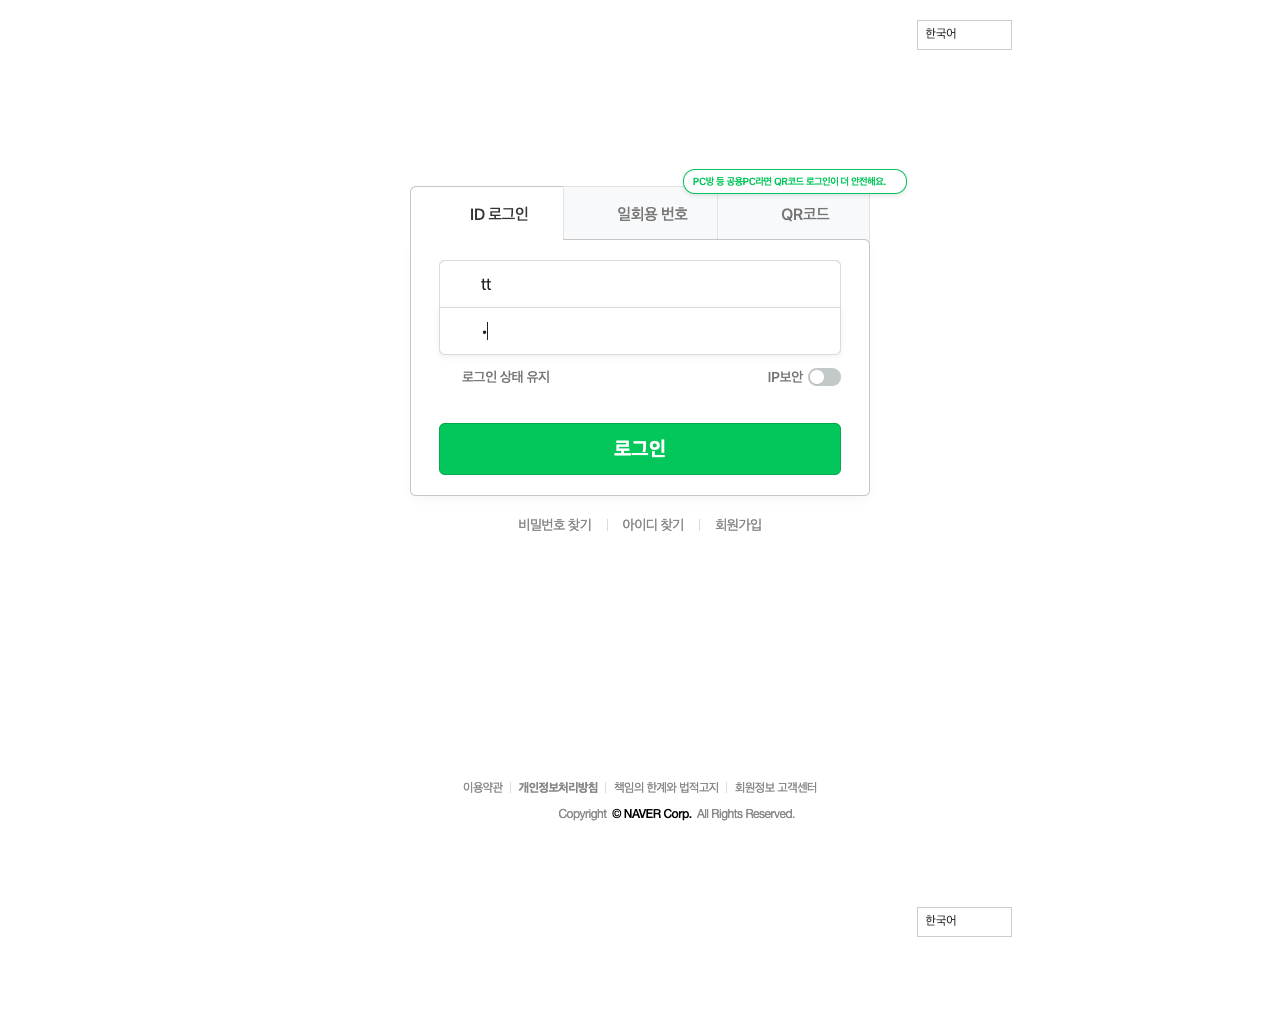 한국어
PC방 등 공용PC라면 QR코드 로그인이 더 안전해요.
ID 로그인 일회용 번호 QR코드
tt
•
로그인 상태 유지 IP보안
로그인
비밀번호 찾기 아이디 찾기 회원가입
이용약관 개인정보처리방침 책임의 한계와 법적고지 회원정보 고객센터
Copyright © NAVER Corp. All Rights Reserved.
한국어